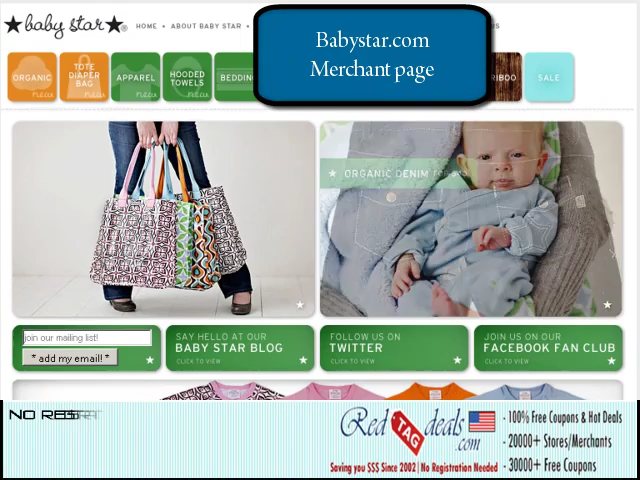 baby star®
HOME • ABOUT BABY STAR •
Babystar.com
Merchant page
ORGANIC new
TOTE DIAPER BAG
APPAREL new
HOODED TOWELS new
BEDDING
SALE
★ ORGANIC DENIM
join our mailing list!
* add my email! *
SAY HELLO AT OUR
BABY STAR BLOG
CLICK TO VIEW
FOLLOW US ON
TWITTER
CLICK TO VIEW
JOIN US ON OUR
FACEBOOK FAN CLUB
CLICK TO VIEW
Red TAG deals .com
Saving you $$$ Since 2002 | No Registration Needed
- 100% Free Coupons & Hot Deals
- 20000+ Stores/Merchants
- 30000+ Free Coupons